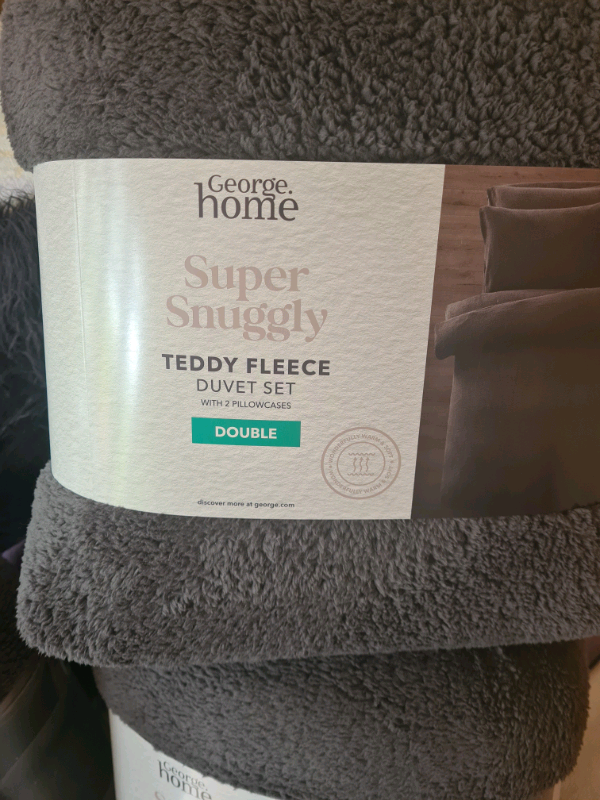 George.
home
Super
Snuggly
TEDDY FLEECE
DUVET SET
WITH 2 PILLOWCASES
DOUBLE
discover more at george.com
George.
home